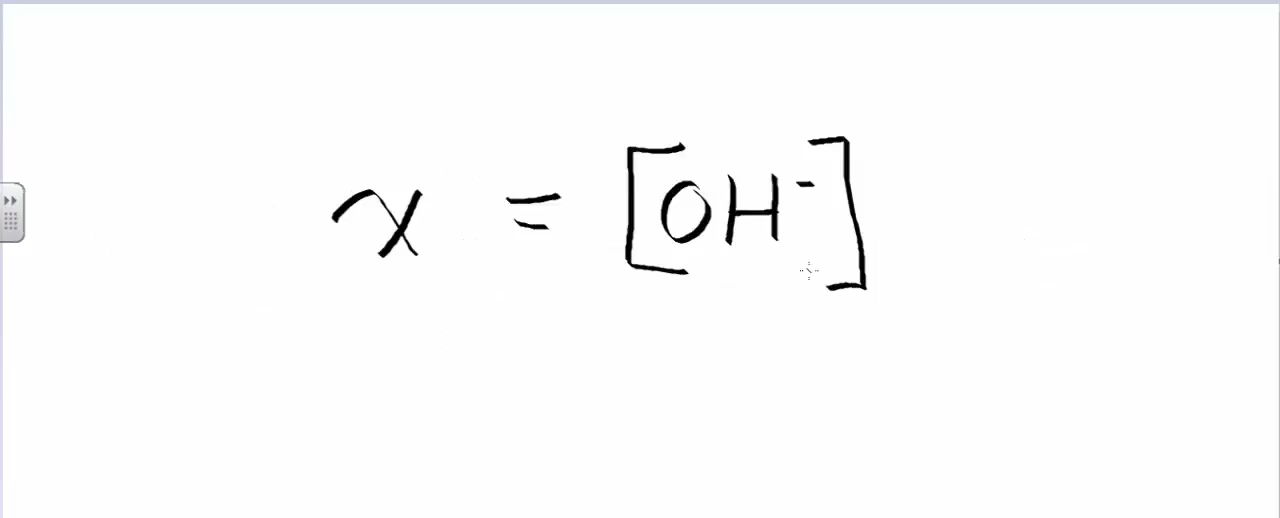 x = [OH⁻]